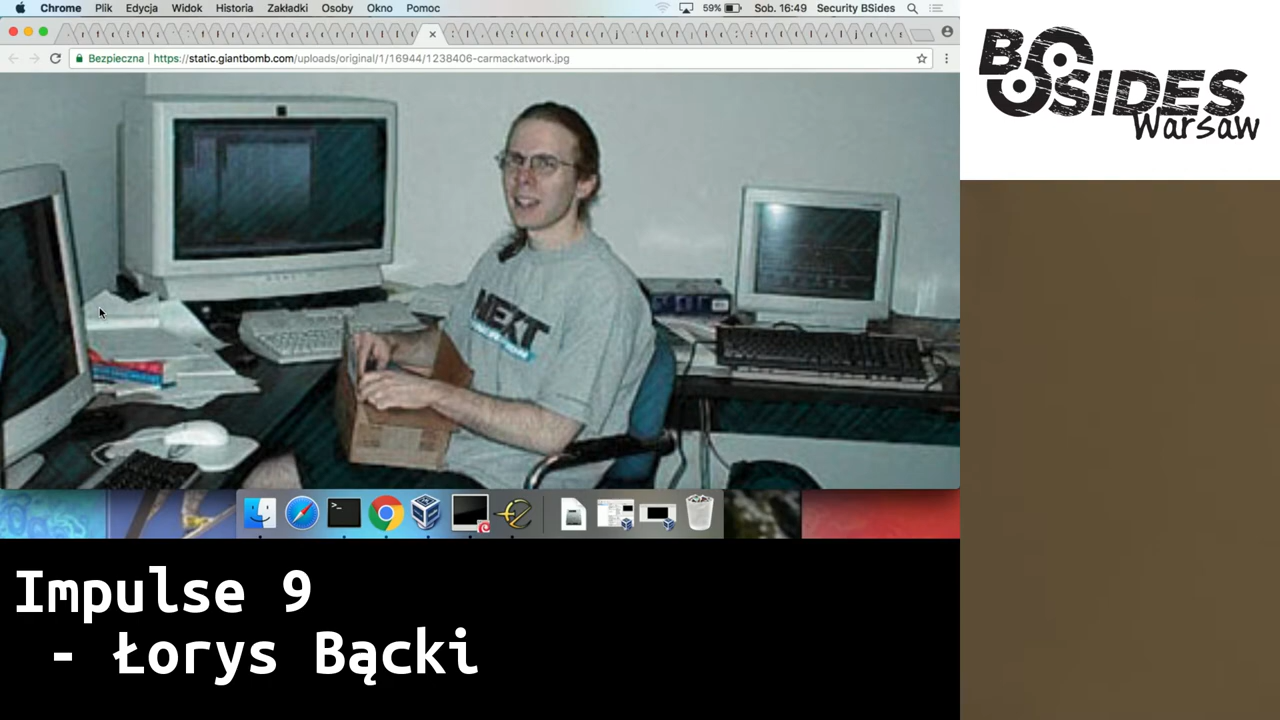 Chrome Plik Edycja Widok Historia Zakładki Osoby Okno Pomoc 59% Sob. 16:49 Security BSides
Bezpieczna https://static.giantbomb.com/uploads/original/1/16944/1238406-carmackatwork.jpg
BSIDES
Warsaw
NEXT
Impulse 9
- Łorys Bącki